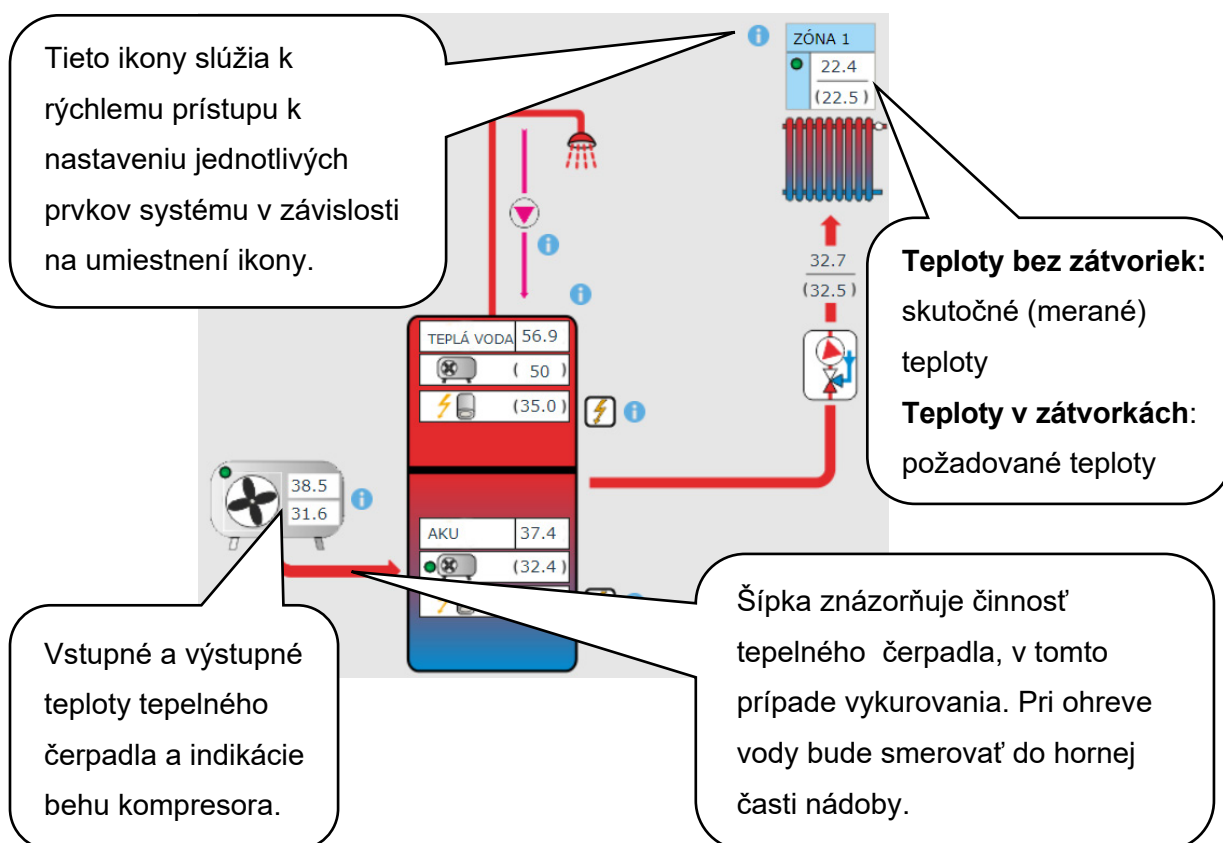 Tieto ikony slúžia k
rýchlemu prístupu k
nastaveniu jednotlivých
prvkov systému v závislosti
na umiestnení ikony.
ZÓNA 1
22.4
(22.5)
32.7
(32.5)
Teploty bez zátvoriek:
skutočné (merané)
teploty
Teploty v zátvorkách:
požadované teploty
TEPLÁ VODA 56.9
( 50 )
(35.0)
38.5
31.6
AKU 37.4
(32.4)
Vstupné a výstupné
teploty tepelného
čerpadla a indikácie
behu kompresora.
Šípka znázorňuje činnosť
tepelného čerpadla, v tomto
prípade vykurovania. Pri ohreve
vody bude smerovať do hornej
časti nádoby.